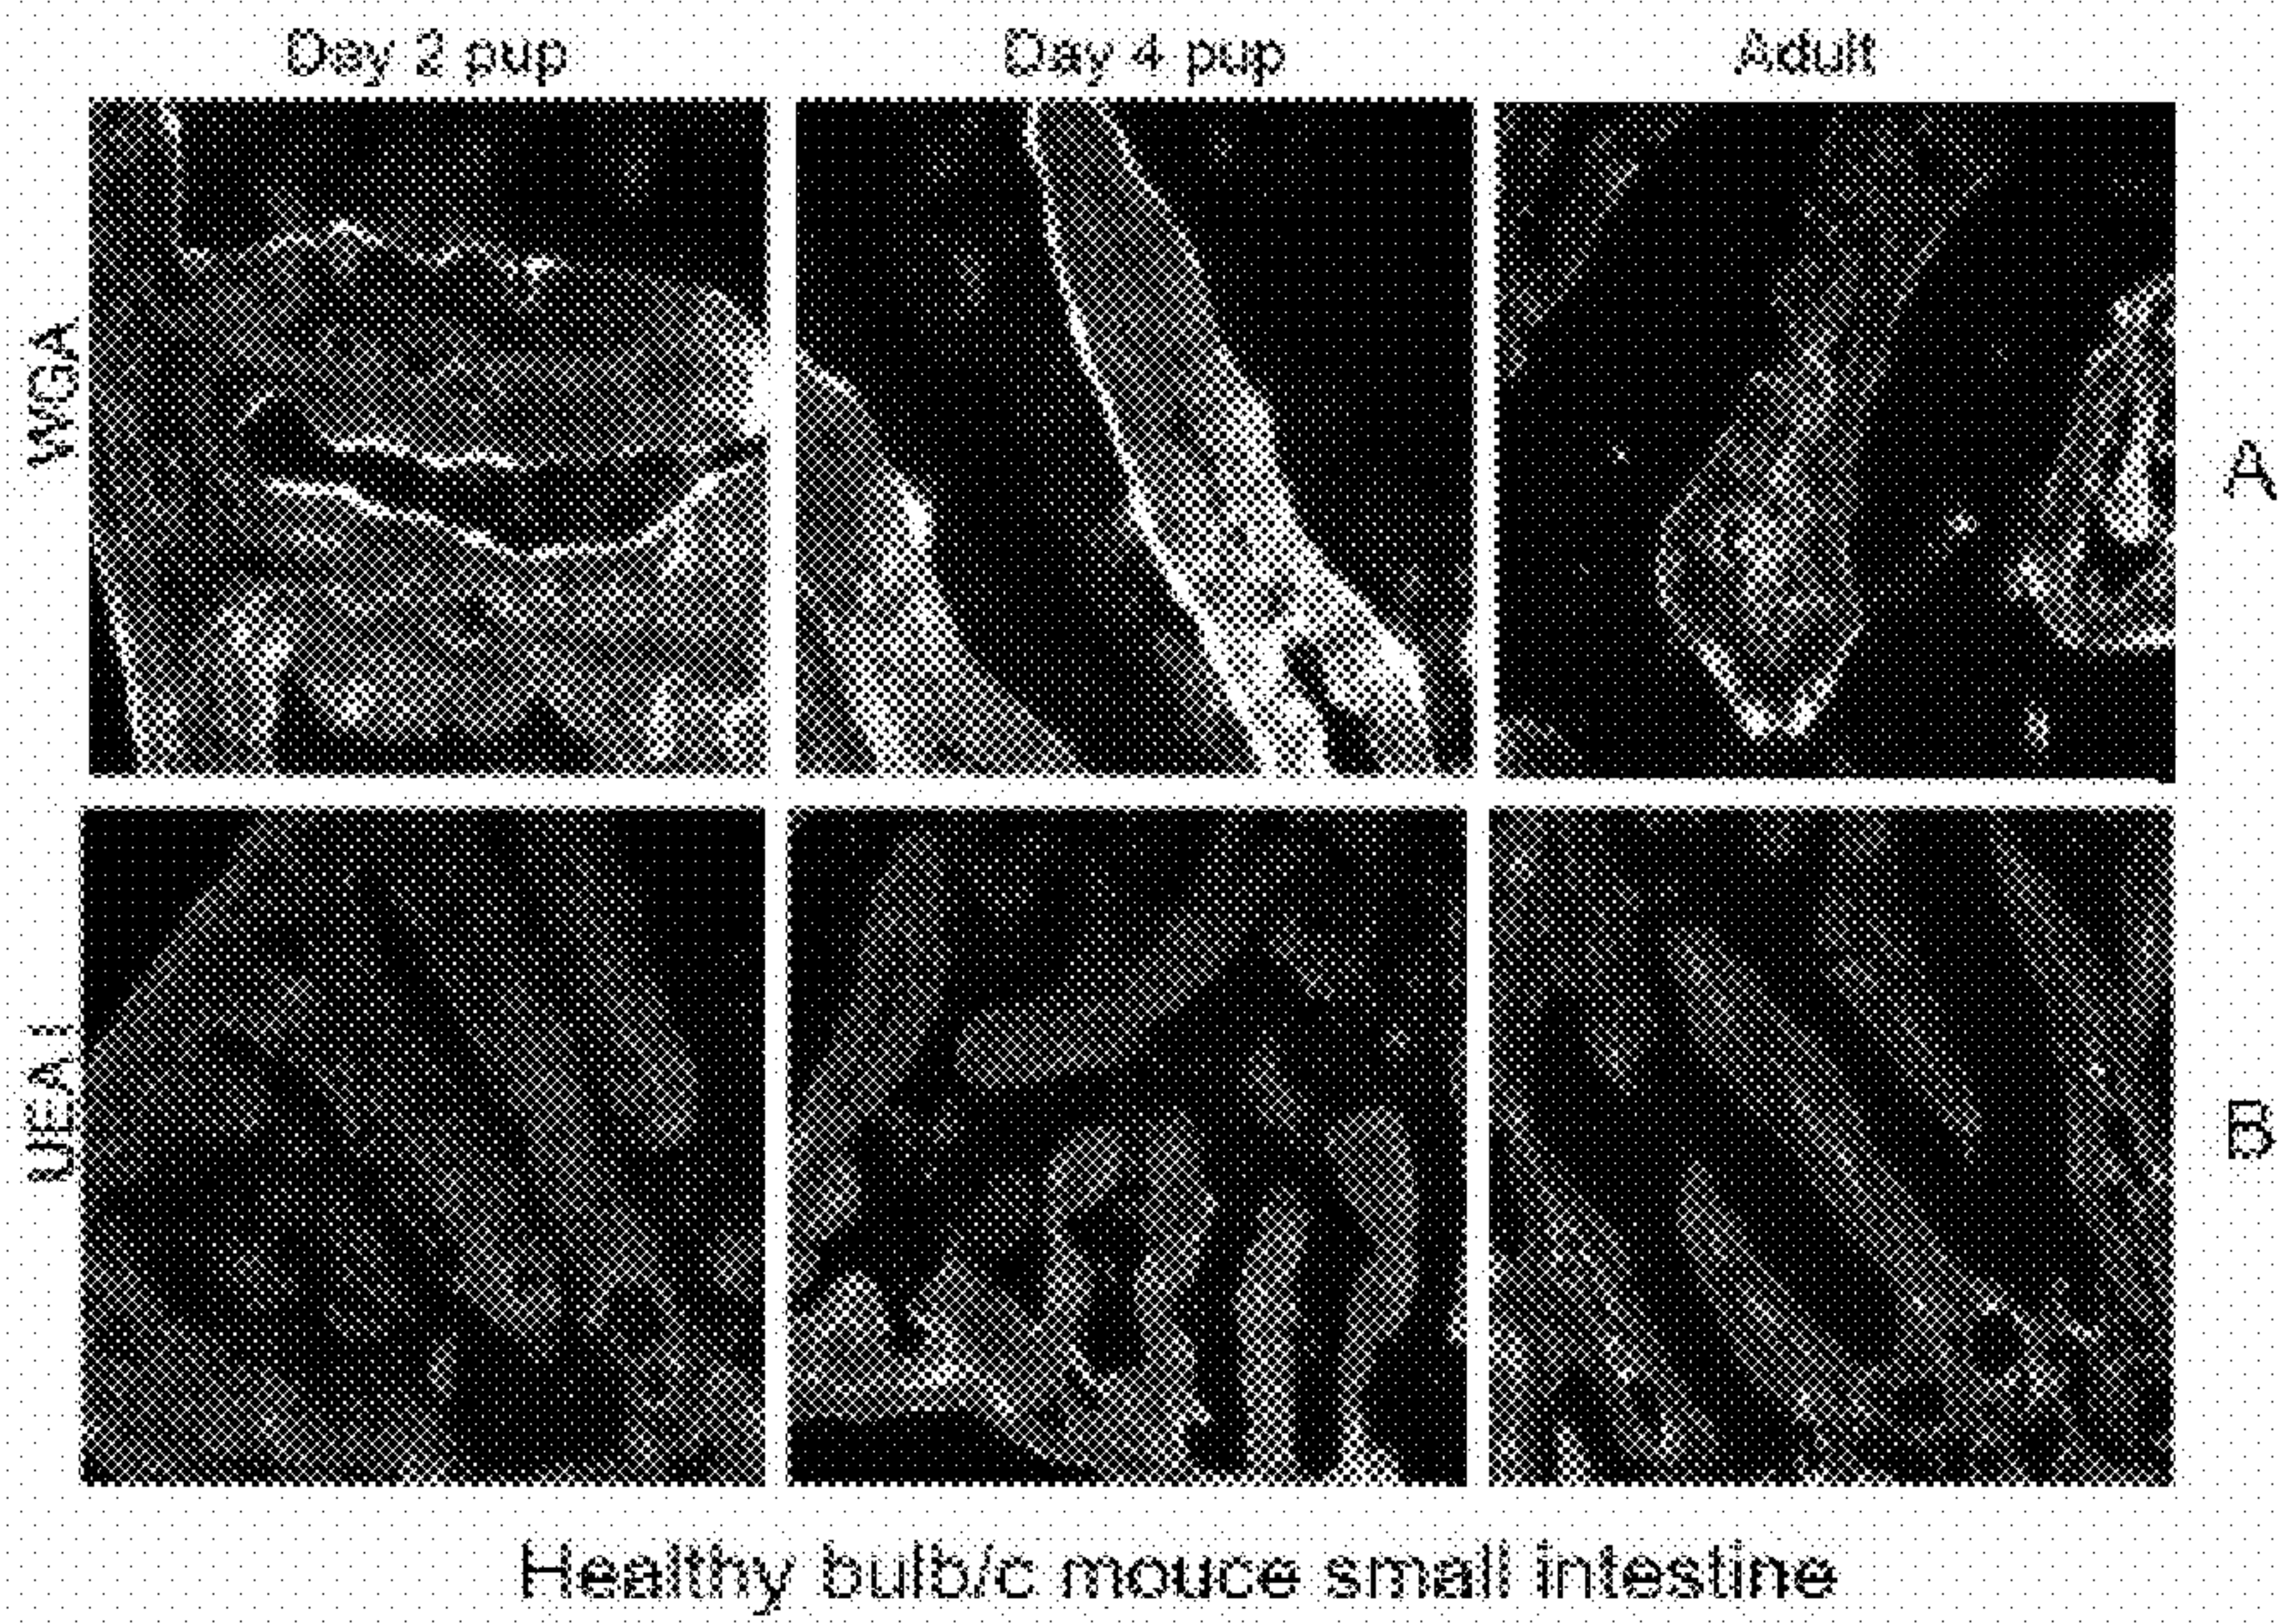 Day 2 pup
Day 4 pup
Adult
WGA
A
UEA I
B
Healthy bulb/c mouce small intestine